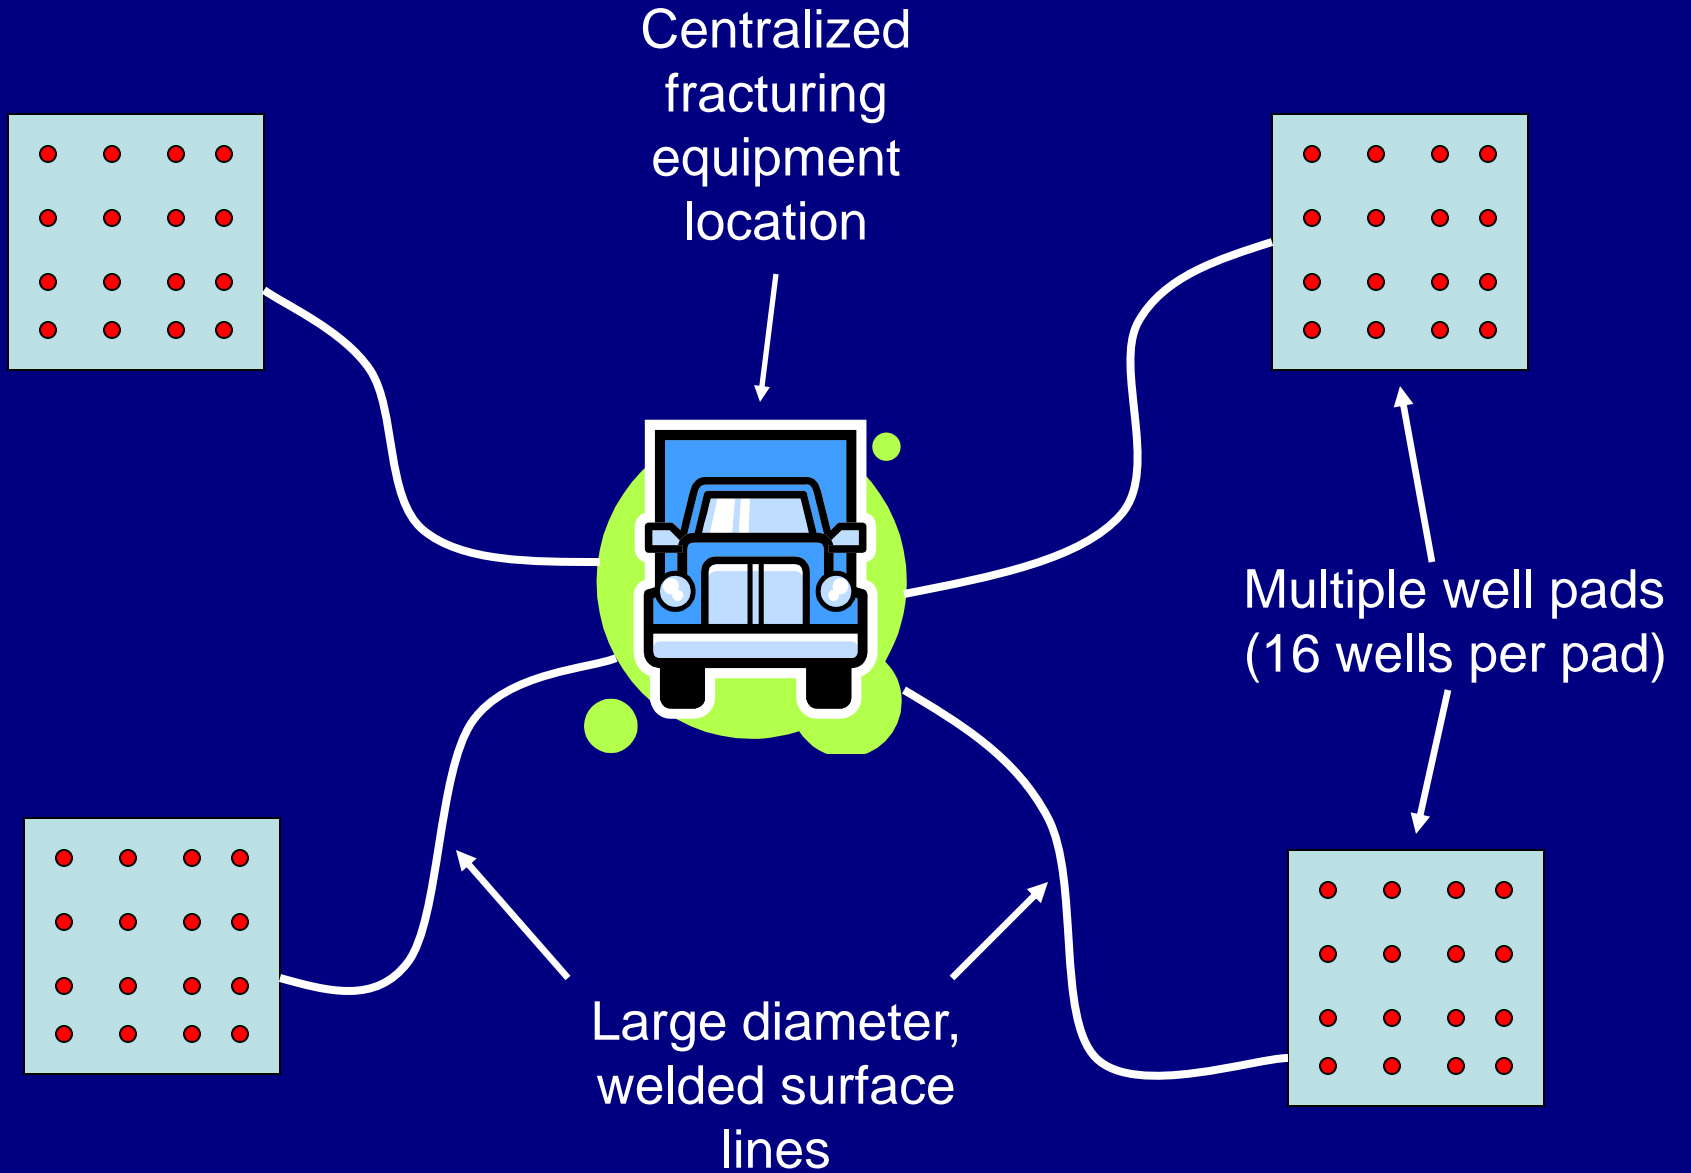 Centralized
fracturing
equipment
location
Multiple well pads
(16 wells per pad)
Large diameter,
welded surface
lines